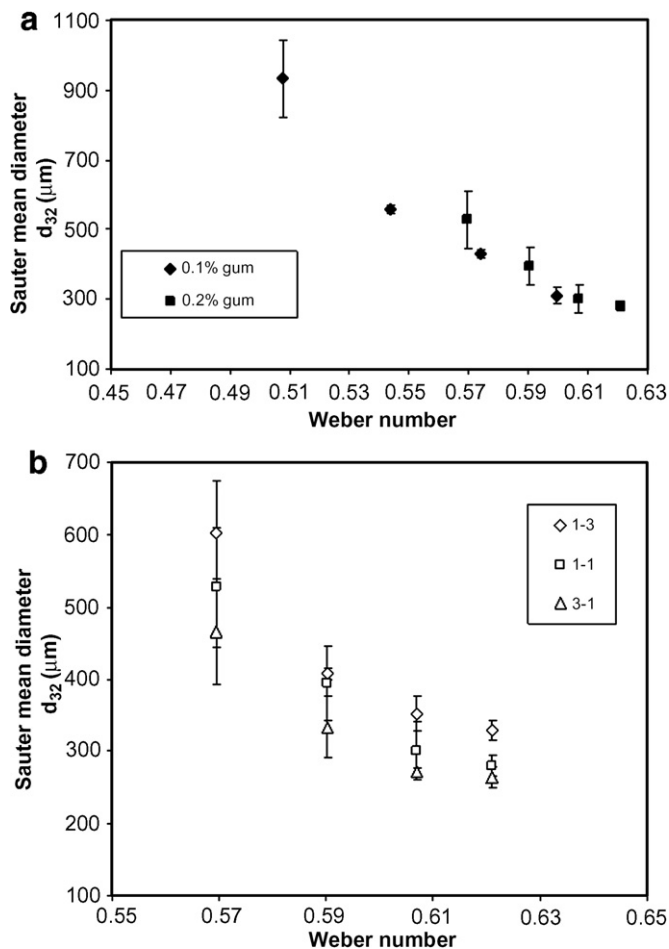 a
1100
900
700
500
300
100
Sauter mean diameter
d32 (μm)
0.1% gum
0.2% gum
0.45 0.47 0.49 0.51 0.53 0.55 0.57 0.59 0.61 0.63
Weber number
b
700
600
500
400
300
200
100
Sauter mean diameter
d32 (μm)
1-3
1-1
3-1
0.55 0.57 0.59 0.61 0.63 0.65
Weber number